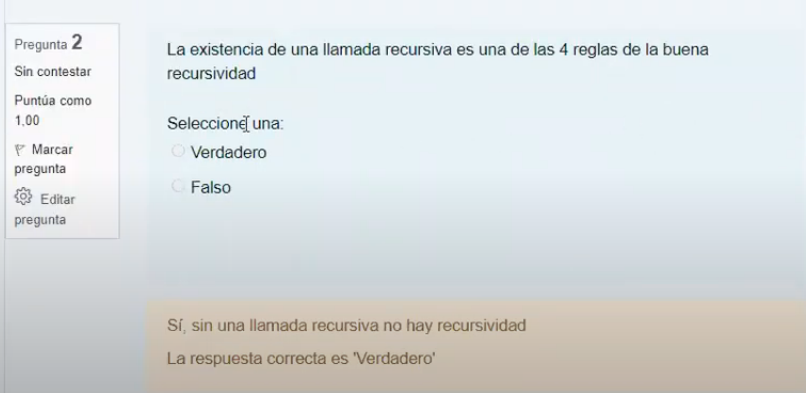 Pregunta 2
Sin contestar
Puntúa como
1,00
Marcar
pregunta
Editar
pregunta
La existencia de una llamada recursiva es una de las 4 reglas de la buena
recursividad
Seleccione una:
Verdadero
Falso
Sí, sin una llamada recursiva no hay recursividad
La respuesta correcta es 'Verdadero'